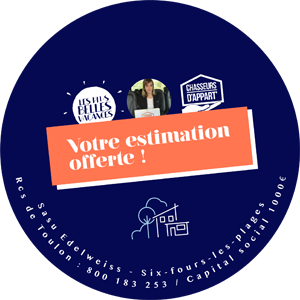 LES PLUS
BELLES
VACANCES
CHASSEURS
D'APPART'
Votre estimation
offerte !
Sasu Edelweiss - Six-fours-les-plages
Rcs de Toulon : 800 183 253 / Capital social 1000€